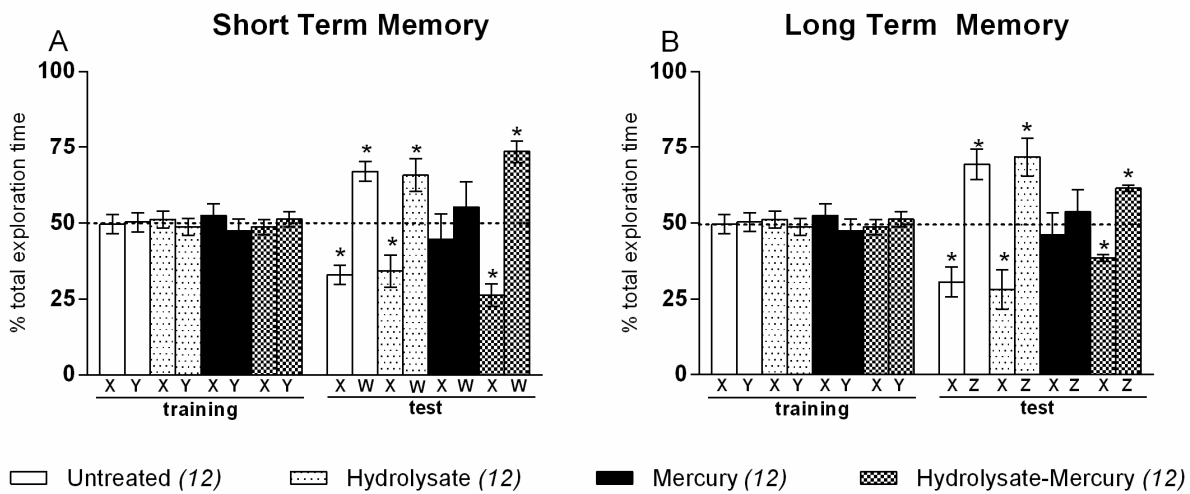 A
Short Term Memory
% total exploration time
100
75
50
25
0
* * * * * *
X Y X Y X Y X Y X W X W X W X W
training test
B
Long Term Memory
% total exploration time
100
75
50
25
0
* * * * * *
X Y X Y X Y X Y X Z X Z X Z X Z
training test
Untreated (12) Hydrolysate (12) Mercury (12) Hydrolysate-Mercury (12)